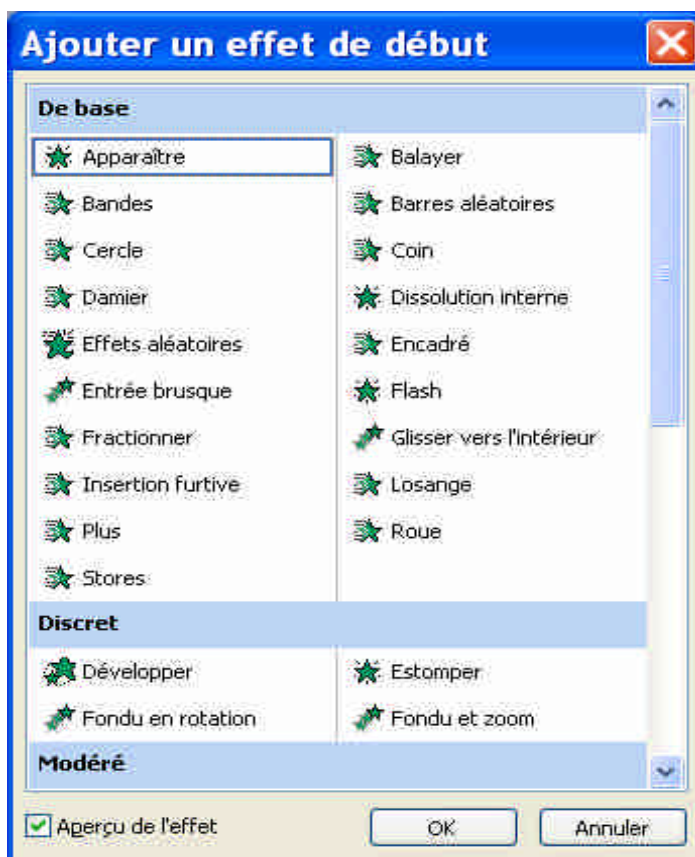 Ajouter un effet de début
De base
Apparaître Balayer
Bandes Barres aléatoires
Cercle Coin
Damier Dissolution interne
Effets aléatoires Encadré
Entrée brusque Flash
Fractionner Glisser vers l'intérieur
Insertion furtive Losange
Plus Roue
Stores
Discret
Développer Estomper
Fondu en rotation Fondu et zoom
Modéré
Aperçu de l'effet OK Annuler